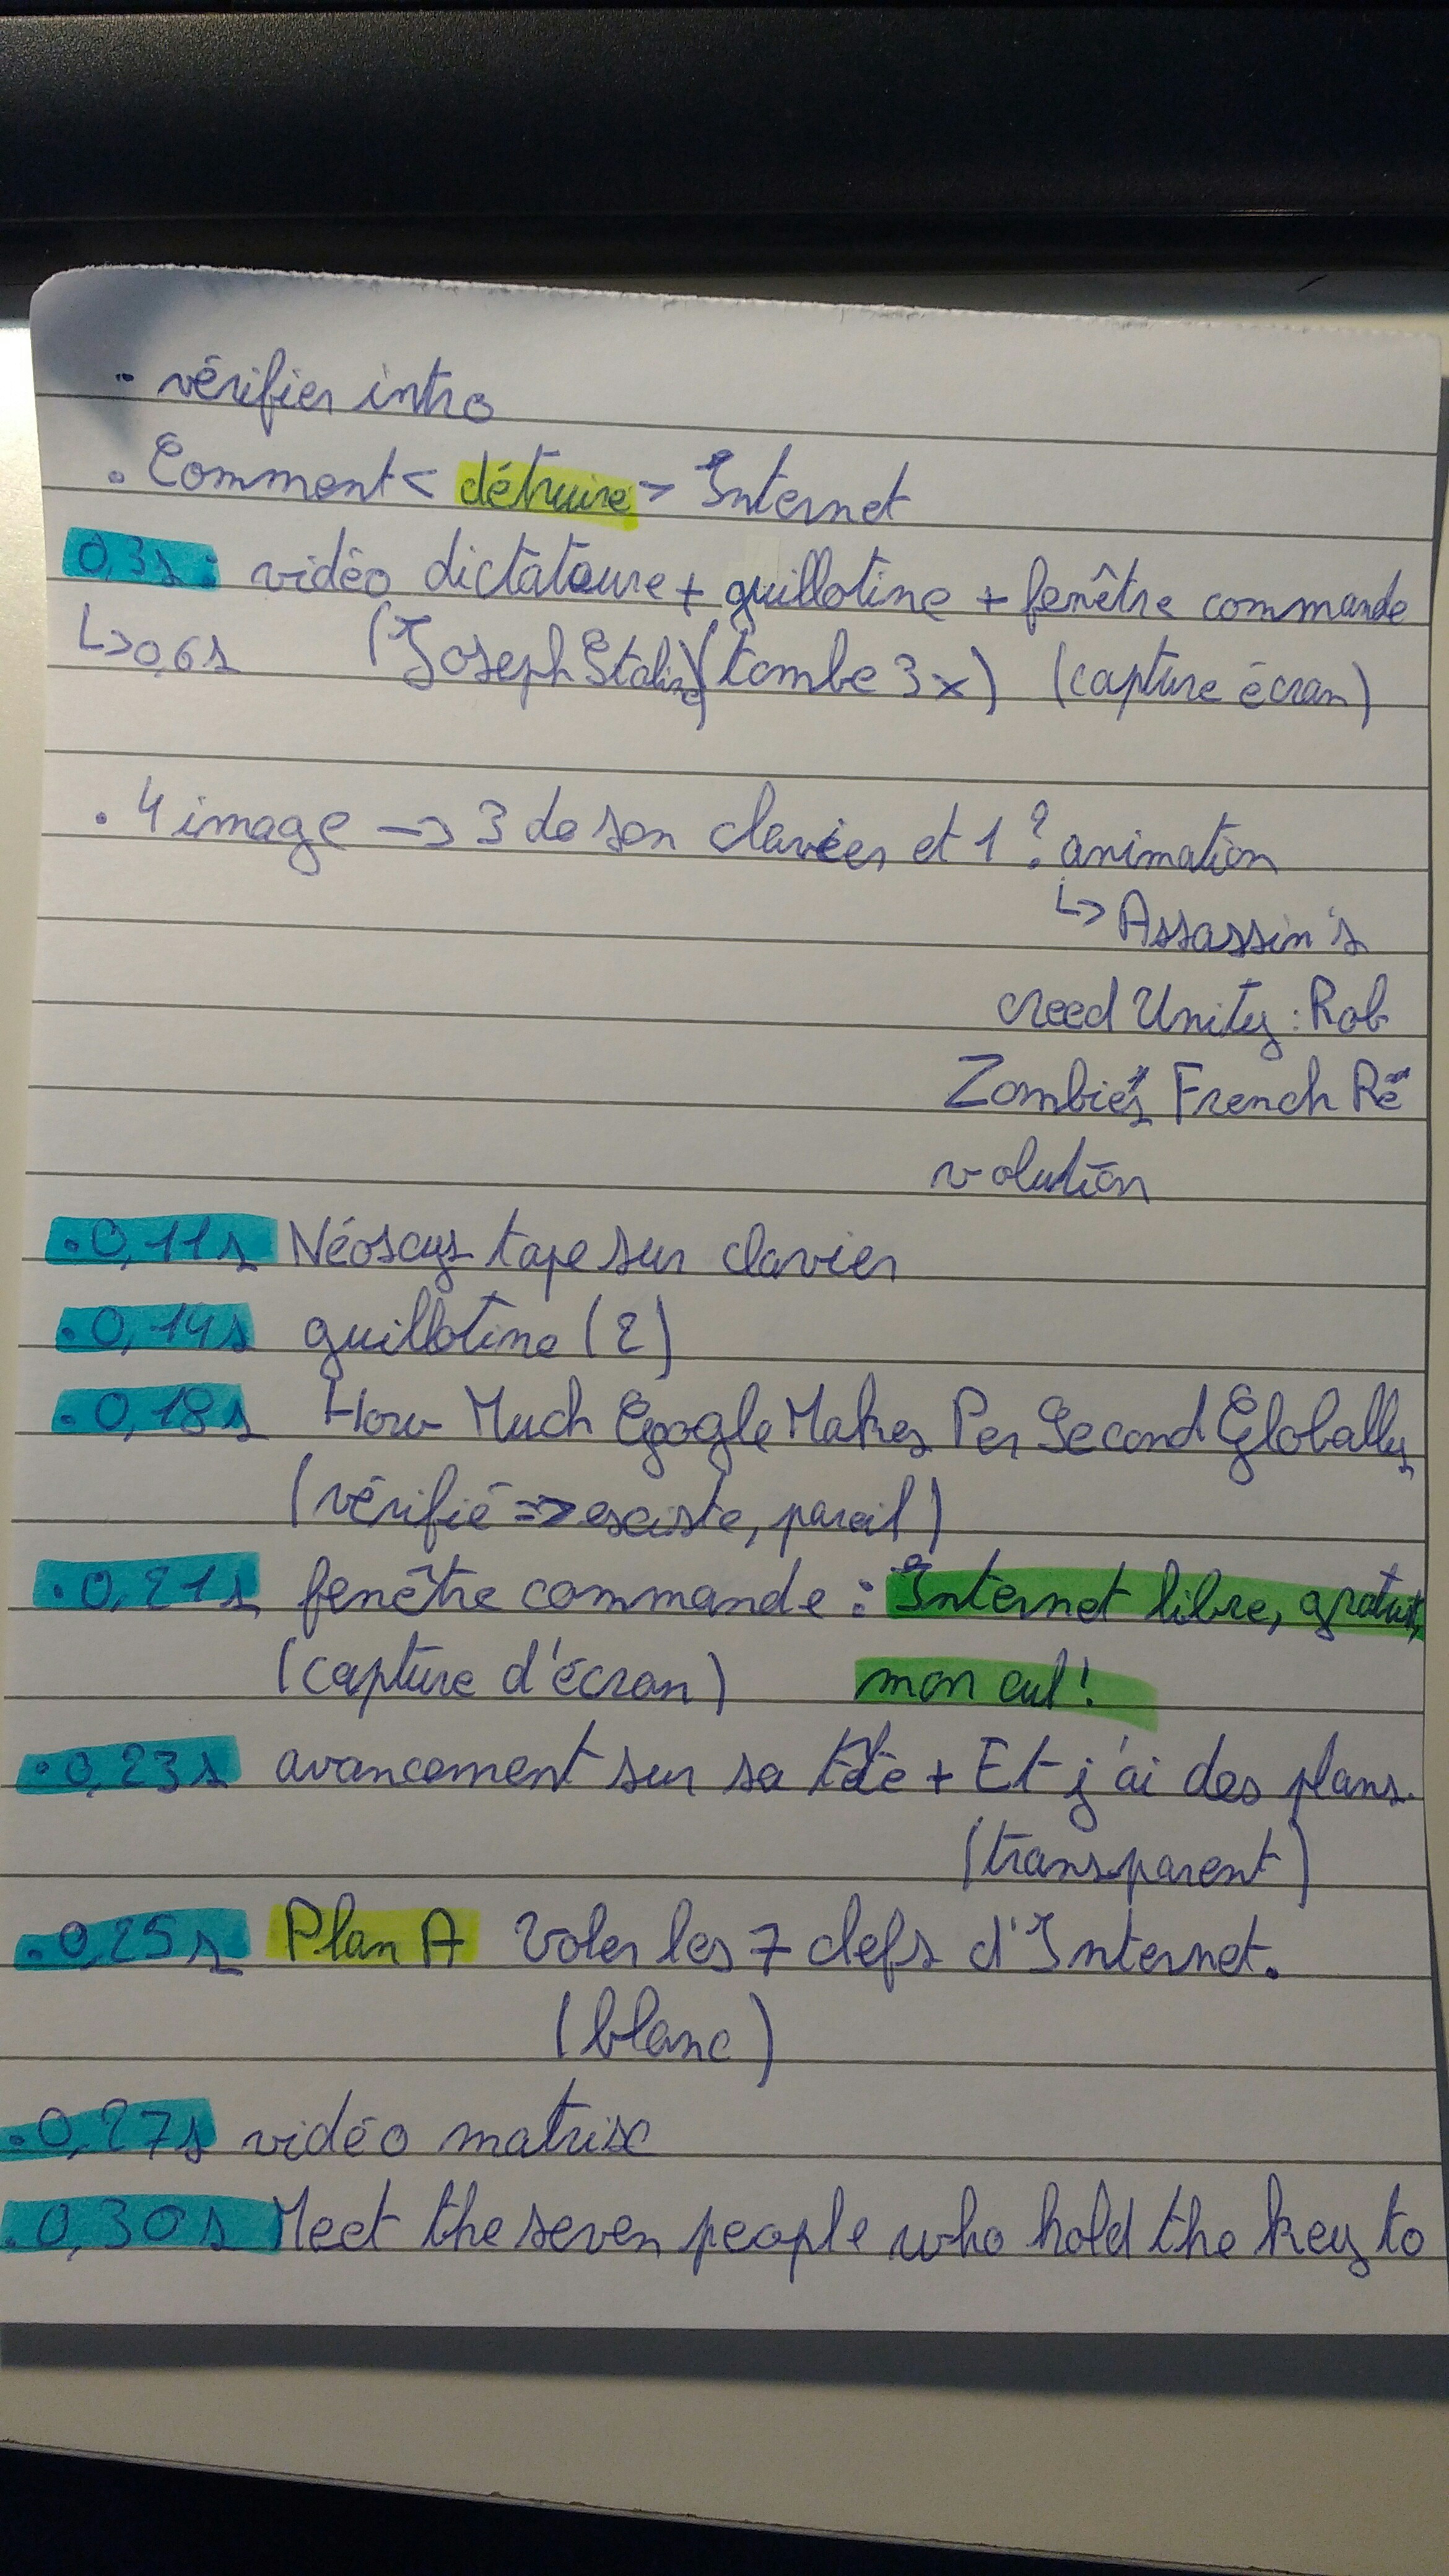 . vérifier intro
. Comment < détruire > Internet
0,3s : vidéo dictateure + guillotine + fenêtre commande
↳ 0,6s (Joseph Staline) (tombe 3x) (capture écran)
. 4 image → 3 de son clavier et 1 ? animation
↳ Assassin's
creed Unity : Rob
Zombie's French Ré
volution
. 0,11s Néoscys tape sur clavier
. 0,14s guillotine (2)
. 0,18s How Much Google Makes Per Second Globally
(vérifié => existe, pareil)
. 0,21s fenêtre commande : Internet libre, gratuit,
(capture d'écran) mon cul !
. 0,23s avancement sur sa tête + Et j'ai des plans.
(transparent)
. 0,25s Plan A Voler les 7 clefs d'Internet.
(blanc)
. 0,27s vidéo matrix
. 0,30s Meet the seven people who hold the key to